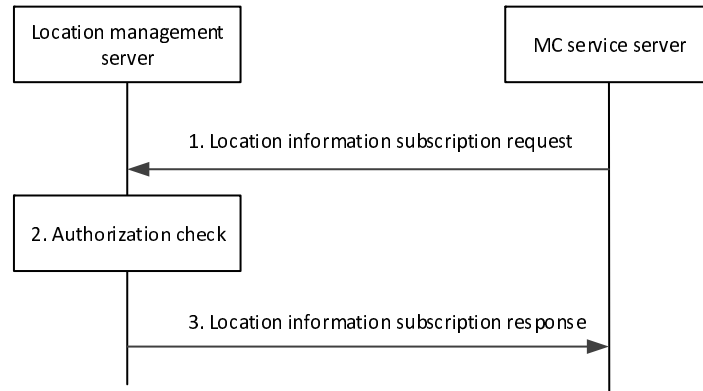 Location management
server
MC service server
1. Location information subscription request
2. Authorization check
3. Location information subscription response